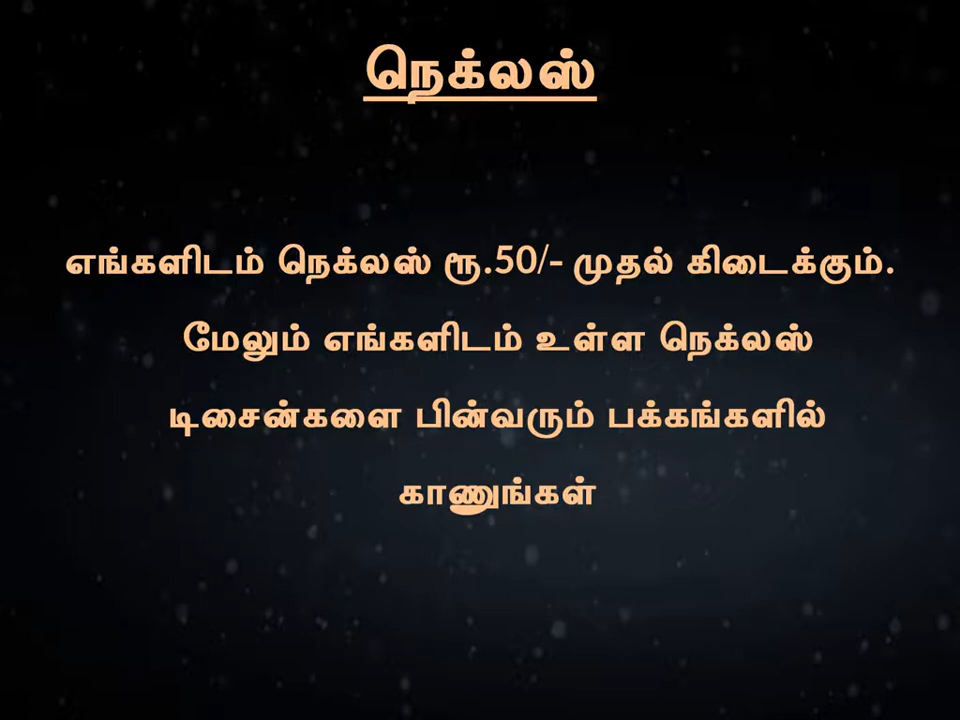 நெக்லஸ்
எங்களிடம் நெக்லஸ் ரூ.50/- முதல் கிடைக்கும்.
மேலும் எங்களிடம் உள்ள நெக்லஸ்
டிசைன்களை பின்வரும் பக்கங்களில்
காணுங்கள்